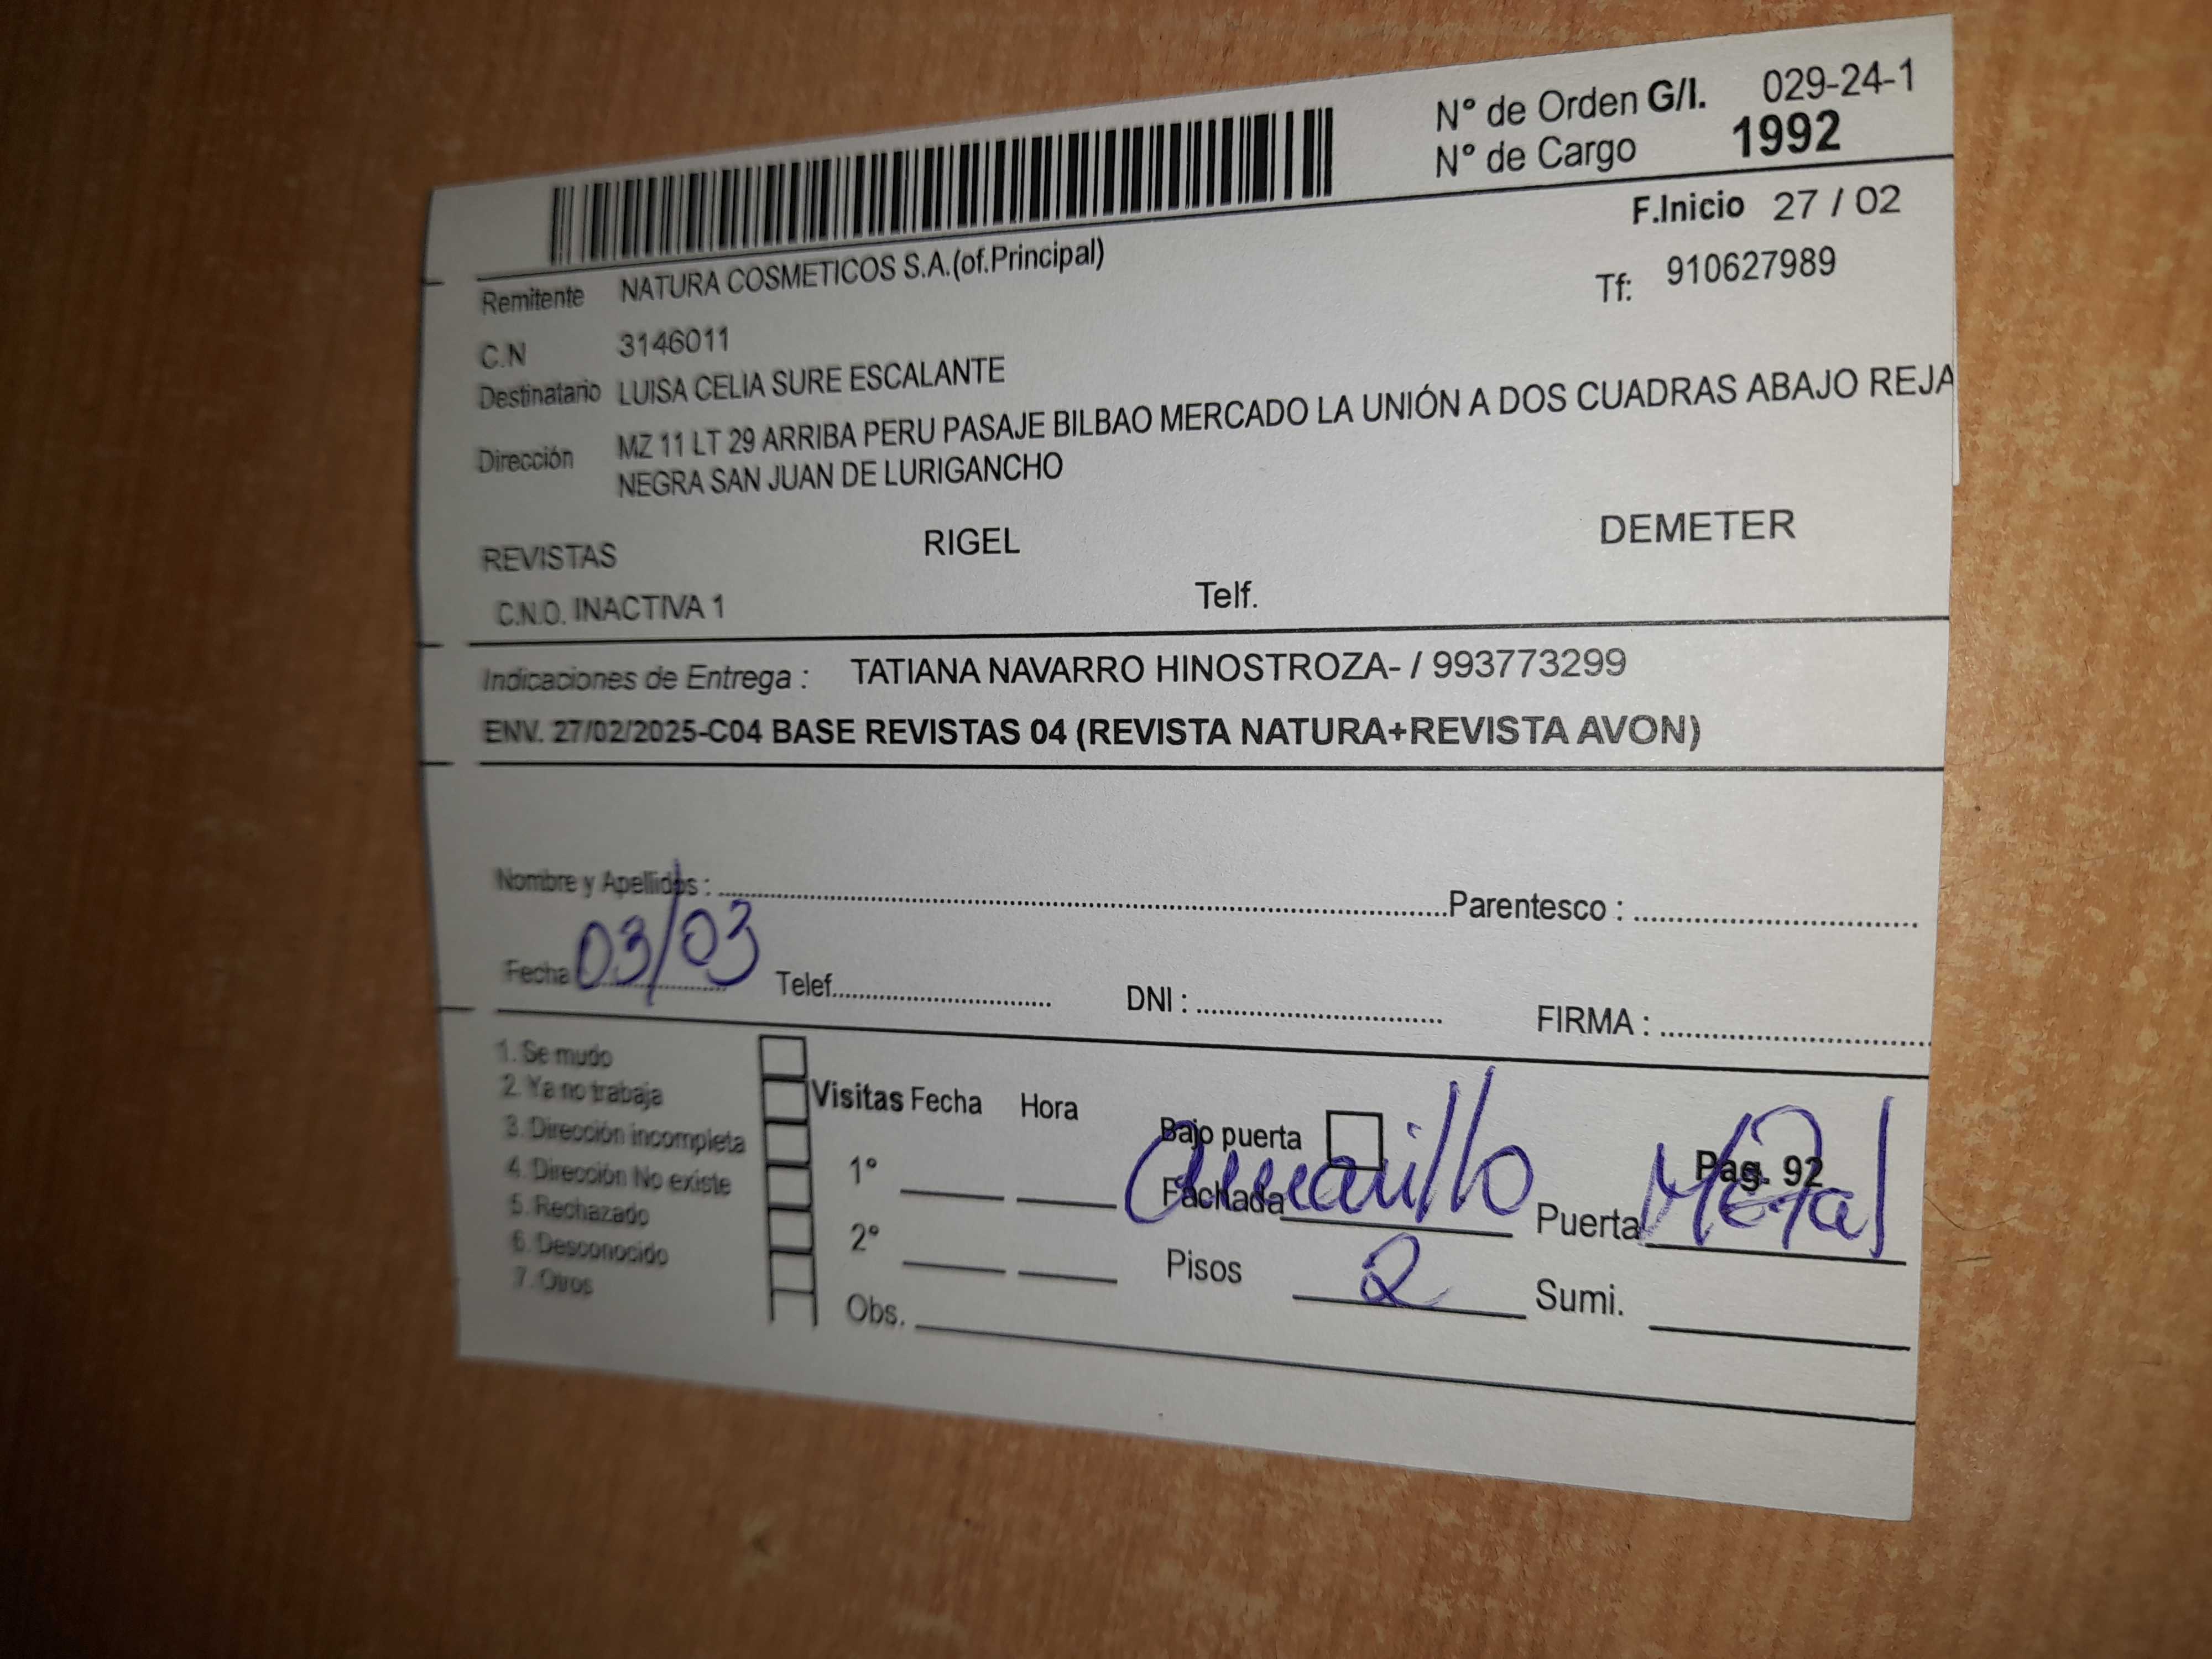 N° de Orden G/I. 029-24-1
N° de Cargo 1992
F.Inicio 27 / 02
Remitente NATURA COSMETICOS S.A.(of.Principal)
Tf: 910627989
C.N 3146011
Destinatario LUISA CELIA SURE ESCALANTE
Dirección MZ 11 LT 29 ARRIBA PERU PASAJE BILBAO MERCADO LA UNIÓN A DOS CUADRAS ABAJO REJA
NEGRA SAN JUAN DE LURIGANCHO
REVISTAS RIGEL DEMETER
C.N.O. INACTIVA 1 Telf.
Indicaciones de Entrega : TATIANA NAVARRO HINOSTROZA- / 993773299
ENV. 27/02/2025-C04 BASE REVISTAS 04 (REVISTA NATURA+REVISTA AVON)
Nombre y Apellidos : Parentesco :
Fecha 03/03 Telef. DNI : FIRMA :
1. Se mudo
2. Ya no trabaja
3. Dirección incompleta
4. Dirección No existe
5. Rechazado
6. Desconocido
7. Otros
Visitas Fecha Hora
1°
2°
Obs.
Bajo puerta
Pag. 92
Fachada Amarillo Puerta Metal
Pisos 2 Sumi.